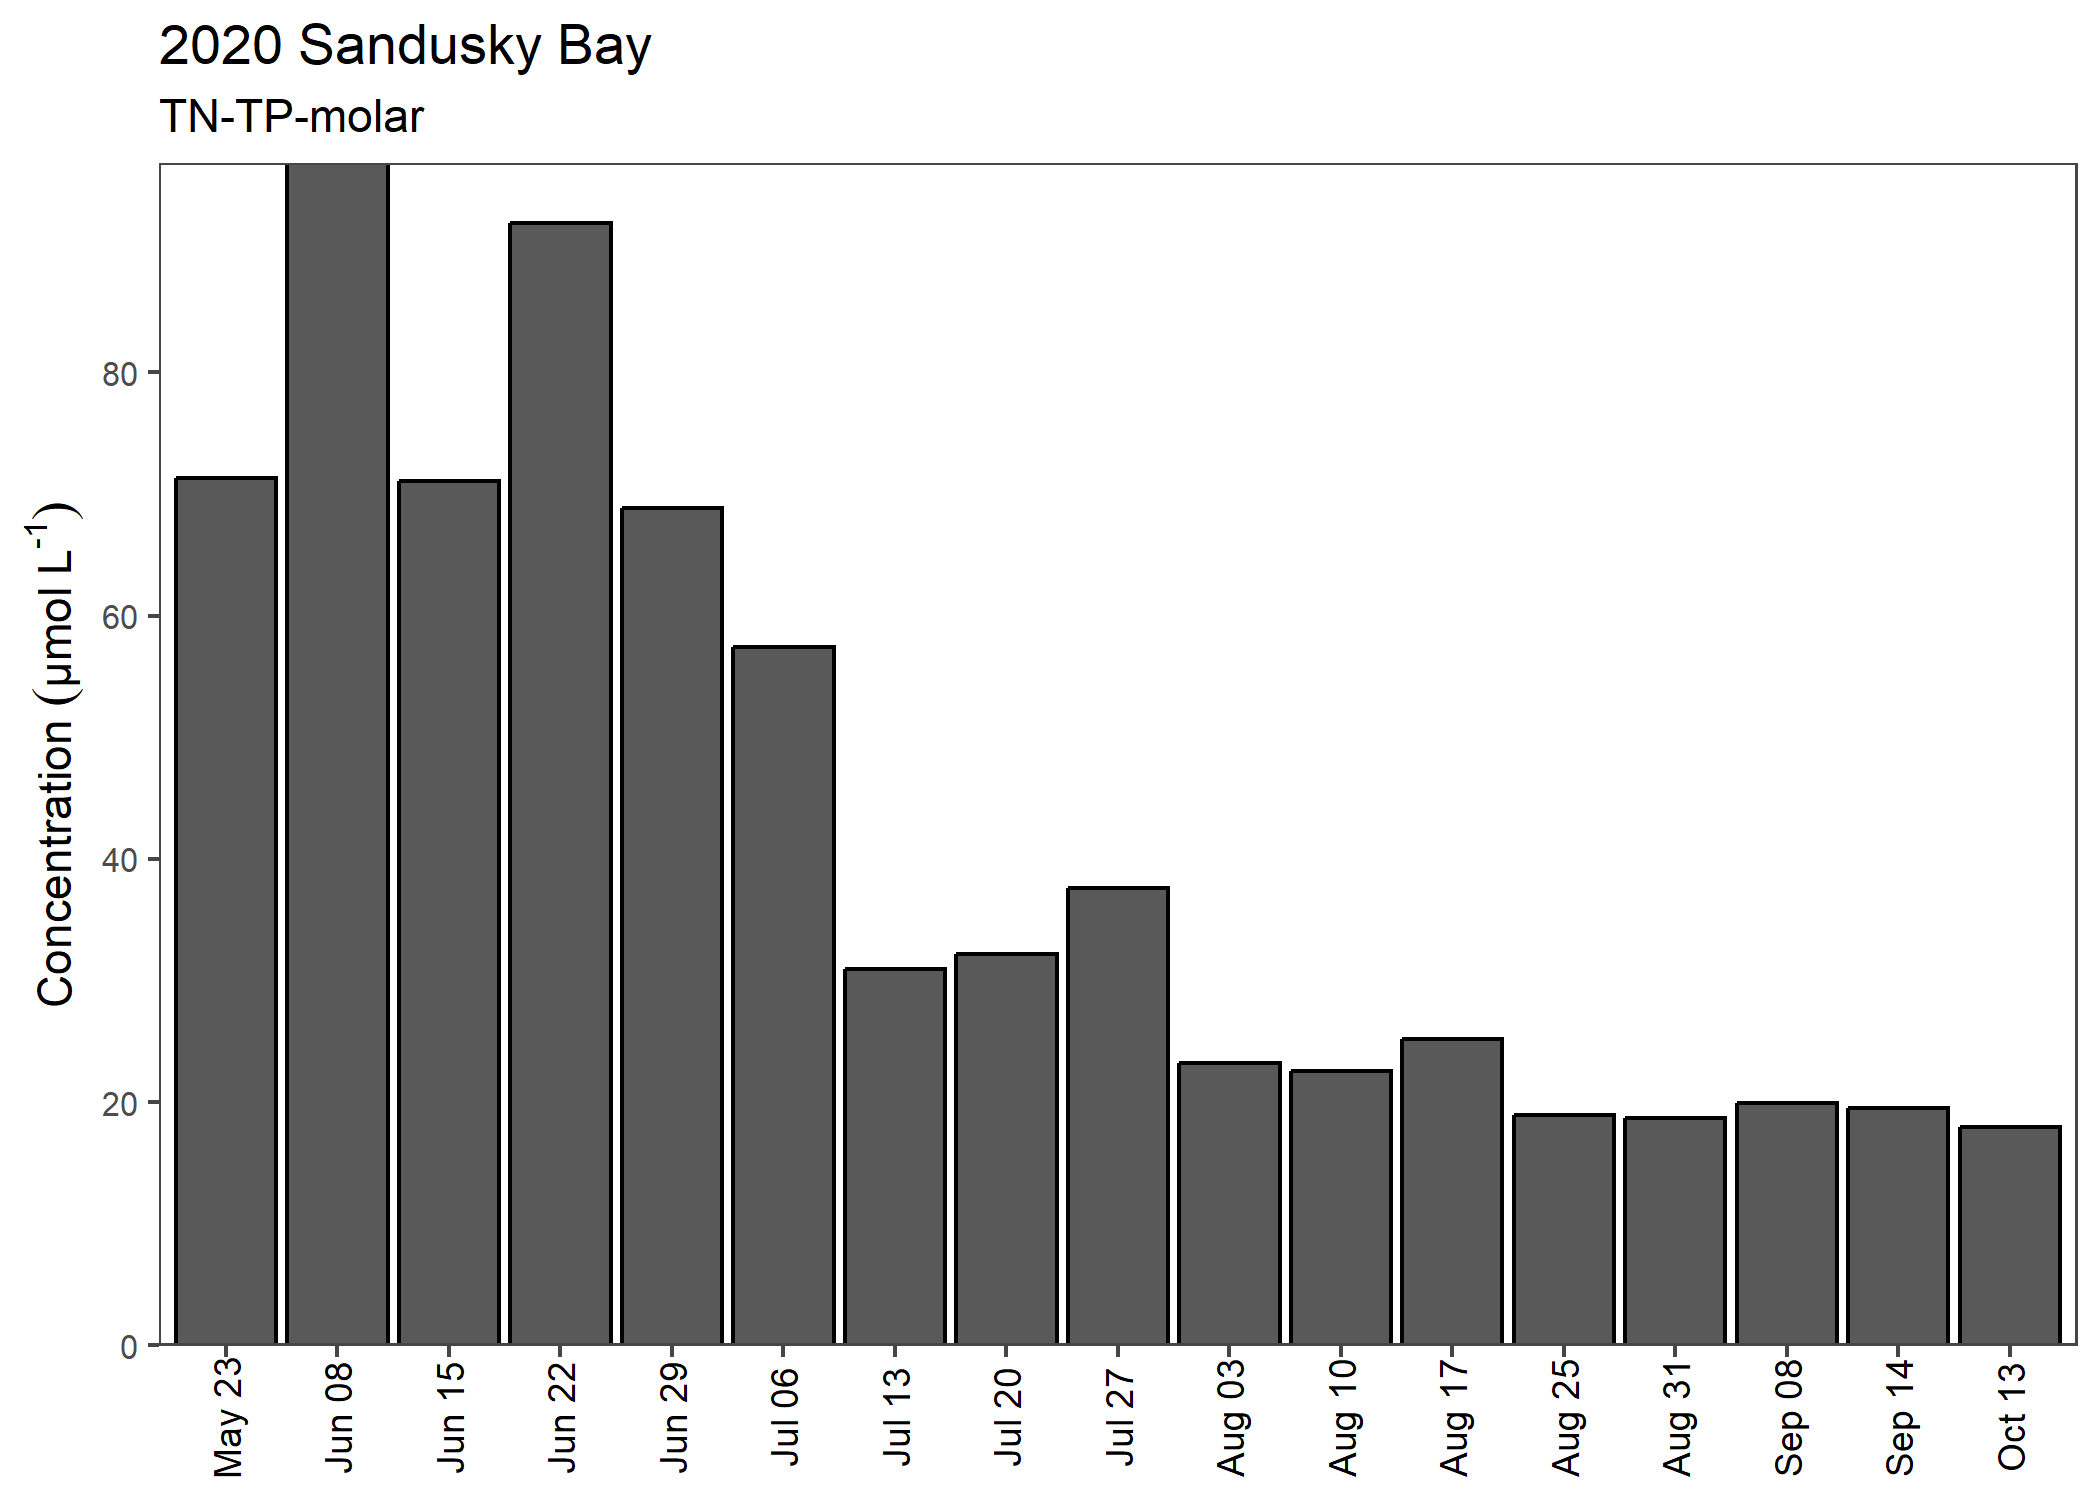 2020 Sandusky Bay
TN-TP-molar
Concentration (µmol L⁻¹)
80
60
40
20
0
May 23
Jun 08
Jun 15
Jun 22
Jun 29
Jul 06
Jul 13
Jul 20
Jul 27
Aug 03
Aug 10
Aug 17
Aug 25
Aug 31
Sep 08
Sep 14
Oct 13